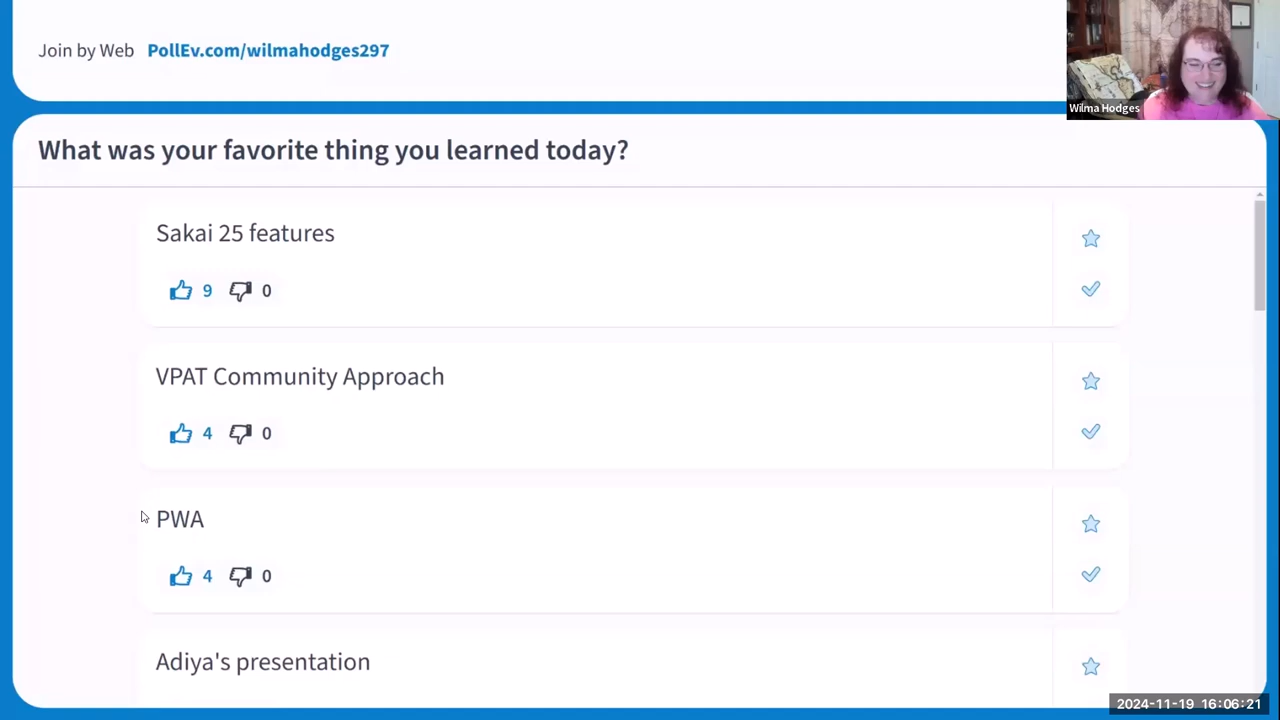 Join by Web PollEv.com/wilmahodges297
Wilma Hodges
What was your favorite thing you learned today?
Sakai 25 features
9 0
VPAT Community Approach
4 0
PWA
4 0
Adiya's presentation
2024-11-19 16:06:21